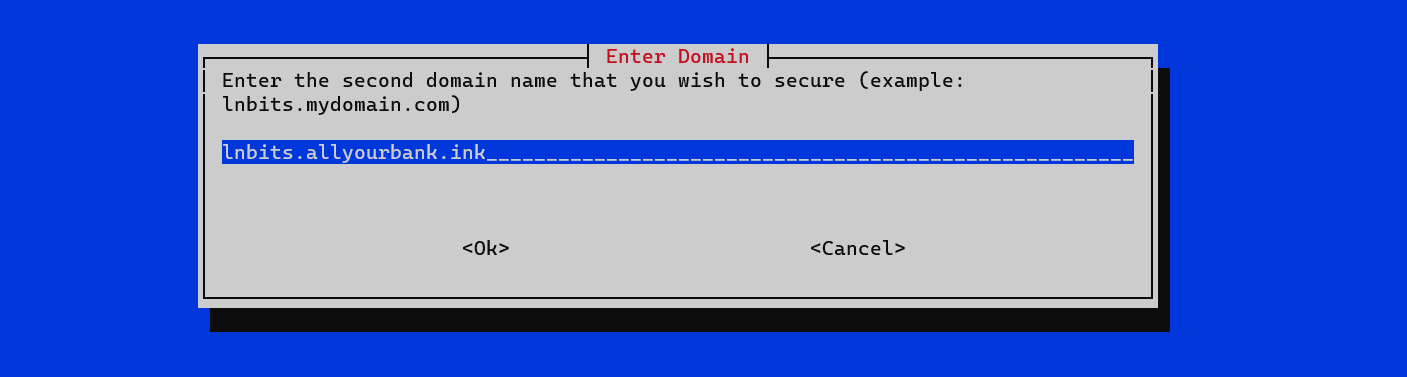 Enter Domain
Enter the second domain name that you wish to secure (example:
lnbits.mydomain.com)
lnbits.allyourbank.ink______________________________________________________
<Ok>
<Cancel>